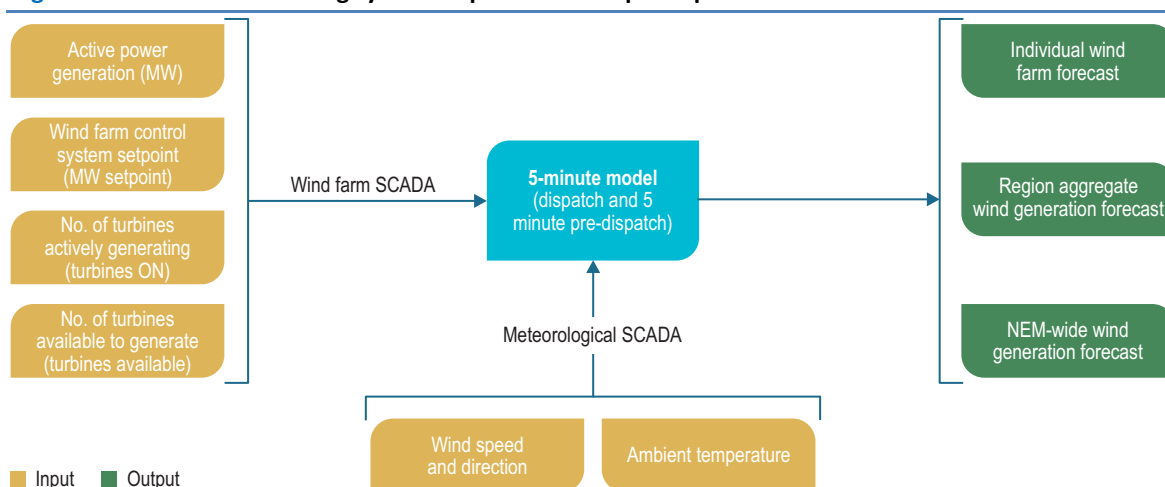 Active power
generation (MW)
Wind farm control
system setpoint
(MW setpoint)
No. of turbines
actively generating
(turbines ON)
No. of turbines
available to generate
(turbines available)
Wind farm SCADA
5-minute model
(dispatch and 5
minute pre-dispatch)
Meteorological SCADA
Wind speed
and direction
Ambient temperature
Individual wind
farm forecast
Region aggregate
wind generation forecast
NEM-wide wind
generation forecast
Input
Output